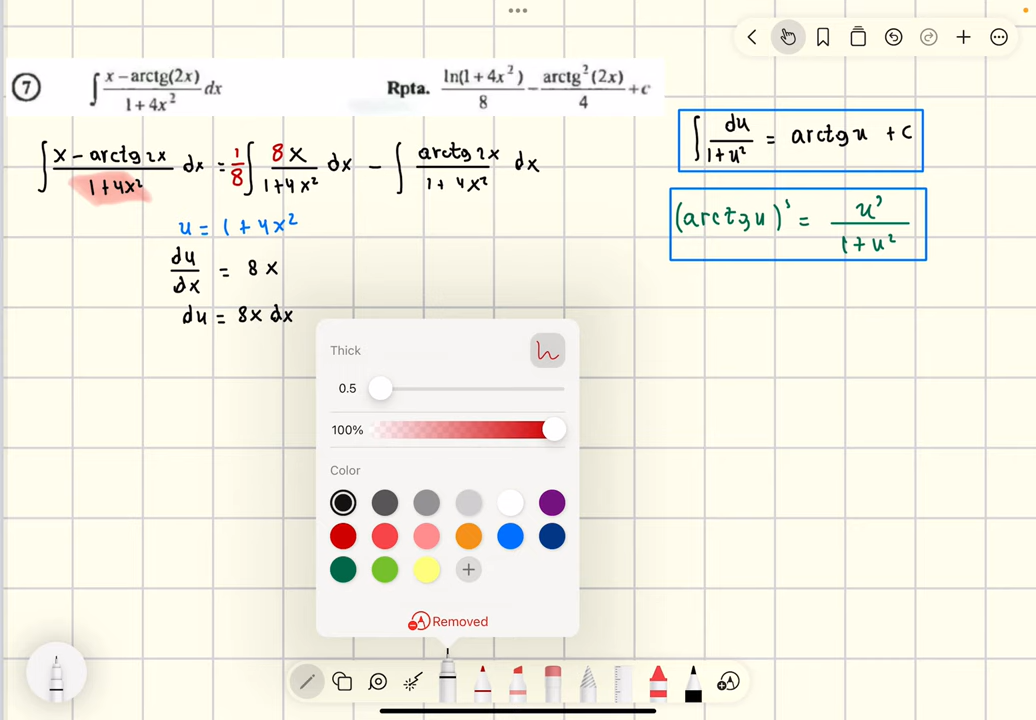 7 ∫ x − arctg(2x) / 1 + 4x² dx Rpta. ln(1 + 4x²) / 8 − arctg²(2x) / 4 + c
∫ x − arctg 2x / 1 + 4x² dx = 1/8 ∫ 8x / 1 + 4x² dx − ∫ arctg 2x / 1 + 4x² dx
u = 1 + 4x²
du/dx = 8x
du = 8x dx
∫ du / 1 + u² = arctg u + c
(arctg u)' = u' / 1 + u²
Thick
0.5
100%
Color
Removed